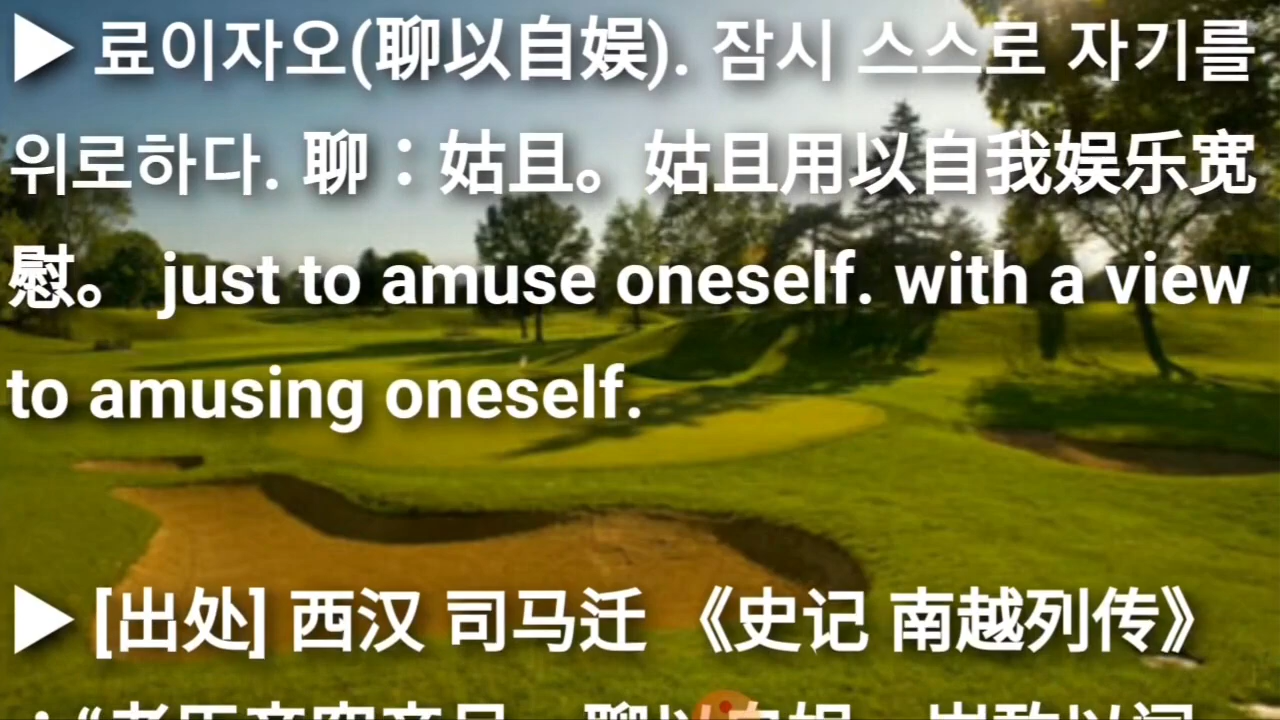 ▶ 료이자오(聊以自娱). 잠시 스스로 자기를
위로하다. 聊：姑且。姑且用以自我娱乐宽
慰。 just to amuse oneself. with a view
to amusing oneself.
▶ [出处] 西汉 司马迁 《史记 南越列传》